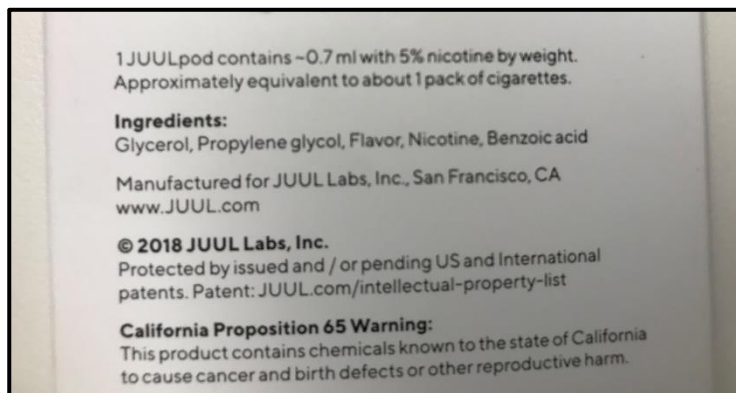 1 JUULpod contains ~0.7 ml with 5% nicotine by weight.
Approximately equivalent to about 1 pack of cigarettes.
Ingredients:
Glycerol, Propylene glycol, Flavor, Nicotine, Benzoic acid
Manufactured for JUUL Labs, Inc., San Francisco, CA
www.JUUL.com
© 2018 JUUL Labs, Inc.
Protected by issued and / or pending US and International
patents. Patent: JUUL.com/intellectual-property-list
California Proposition 65 Warning:
This product contains chemicals known to the state of California
to cause cancer and birth defects or other reproductive harm.